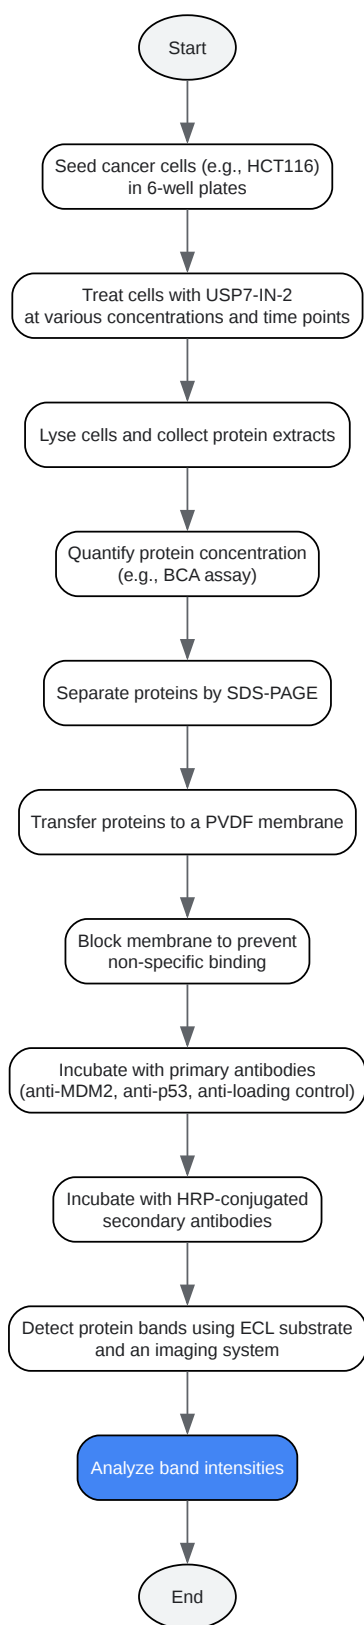 Start
Seed cancer cells (e.g., HCT116)
in 6-well plates
Treat cells with USP7-IN-2
at various concentrations and time points
Lyse cells and collect protein extracts
Quantify protein concentration
(e.g., BCA assay)
Separate proteins by SDS-PAGE
Transfer proteins to a PVDF membrane
Block membrane to prevent
non-specific binding
Incubate with primary antibodies
(anti-MDM2, anti-p53, anti-loading control)
Incubate with HRP-conjugated
secondary antibodies
Detect protein bands using ECL substrate
and an imaging system
Analyze band intensities
End